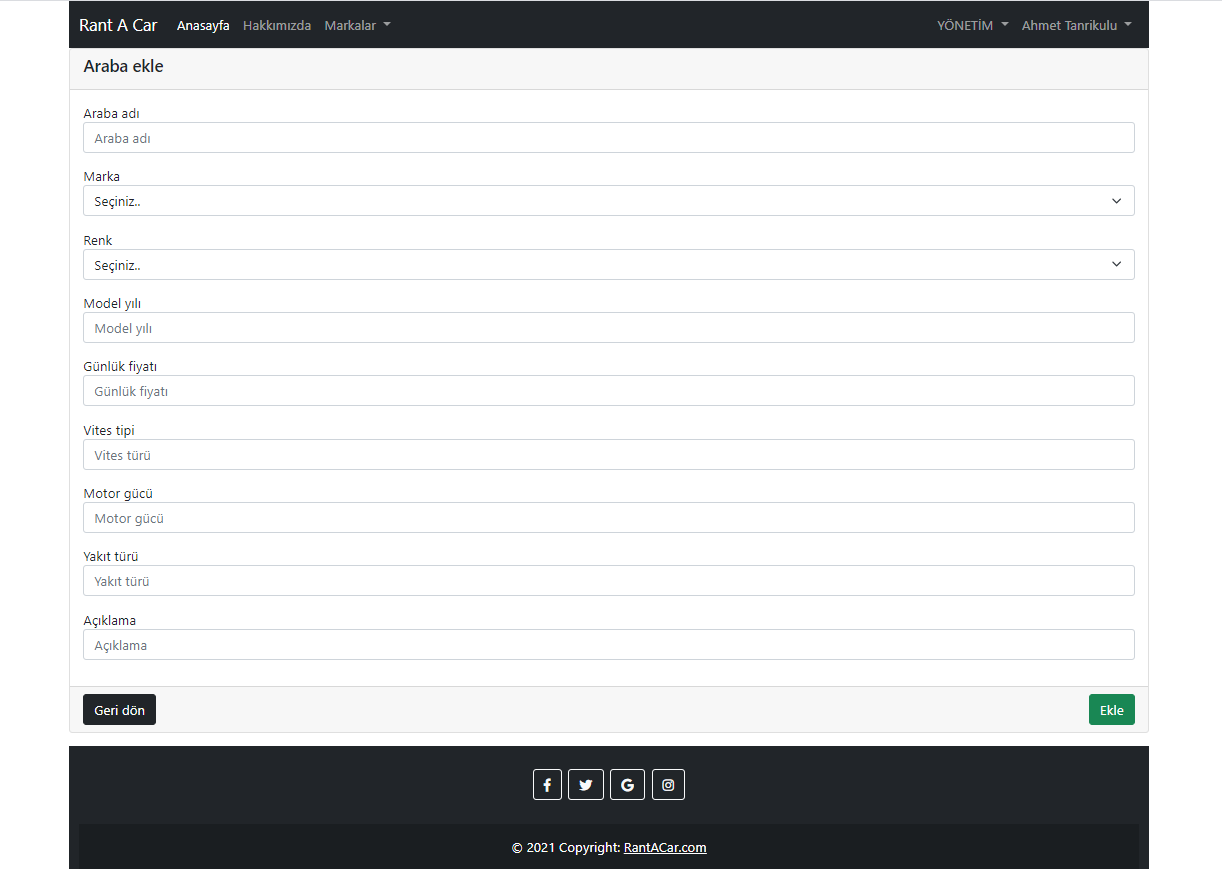 Rant A Car Anasayfa Hakkımızda Markalar YÖNETİM Ahmet Tanrikulu
Araba ekle
Araba adı
Araba adı
Marka
Seçiniz..
Renk
Seçiniz..
Model yılı
Model yılı
Günlük fiyatı
Günlük fiyatı
Vites tipi
Vites türü
Motor gücü
Motor gücü
Yakıt türü
Yakıt türü
Açıklama
Açıklama
Geri dön Ekle
© 2021 Copyright: RantACar.com